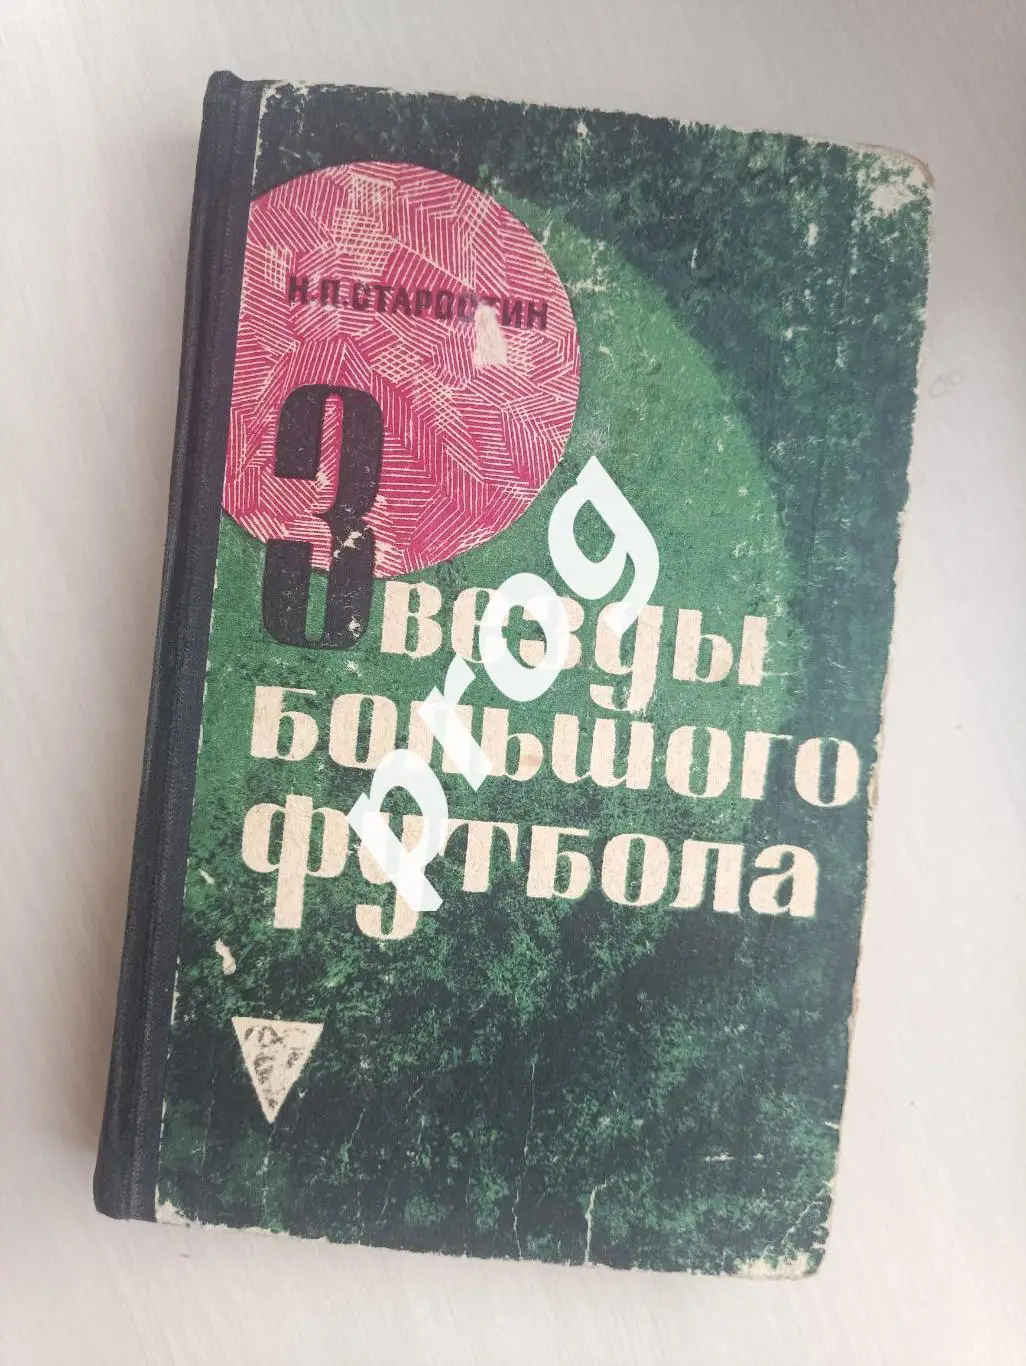 Н.П.СТАРОСТИН
Звезды
большого
футбола
prog